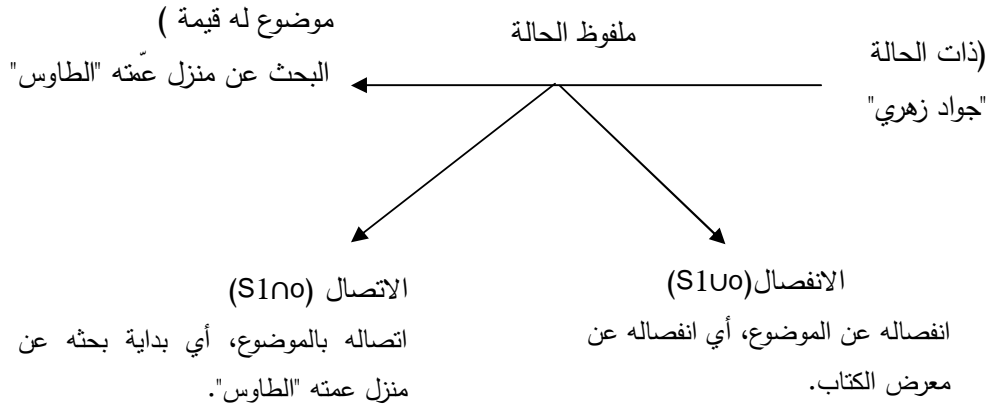 (ذات الحالة
"جواد زهري"
ملفوظ الحالة
موضوع له قيمة )
البحث عن منزل عمّته "الطاوس"
الانفصال(S1∪o)
انفصاله عن الموضوع، أي انفصاله عن
معرض الكتاب.
الاتصال (S1∩o)
اتصاله بالموضوع، أي بداية بحثه عن
منزل عمته "الطاوس".